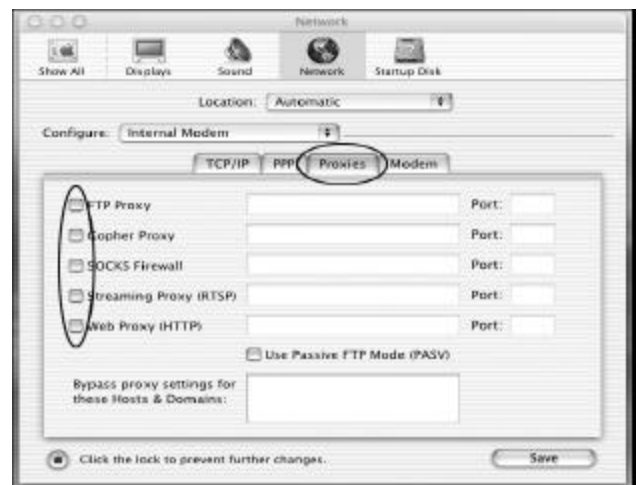 Network
Show All Displays Sound Network Startup Disk
Location: Automatic
Configure: Internal Modem
TCP/IP PPP Proxies Modem
FTP Proxy Port:
Gopher Proxy Port:
SOCKS Firewall Port:
Streaming Proxy (RTSP) Port:
Web Proxy (HTTP) Port:
Use Passive FTP Mode (PASV)
Bypass proxy settings for
these Hosts & Domains:
Click the lock to prevent further changes.
Save